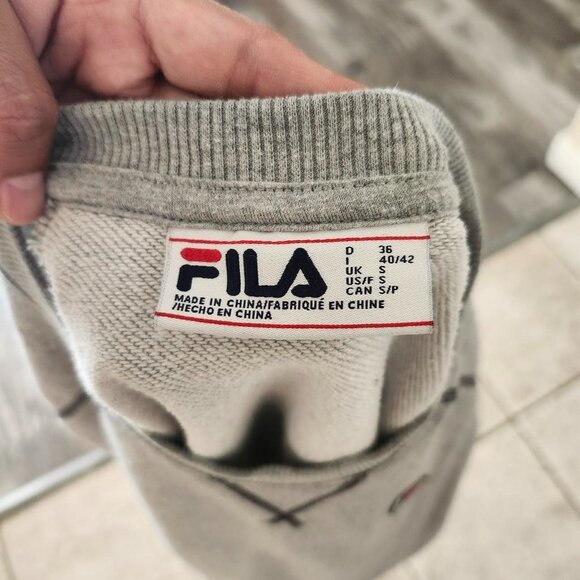 FILA
D 36
I 40/42
UK S
US/F S
CAN S/P
MADE IN CHINA/FABRIQUÉ EN CHINE
/HECHO EN CHINA